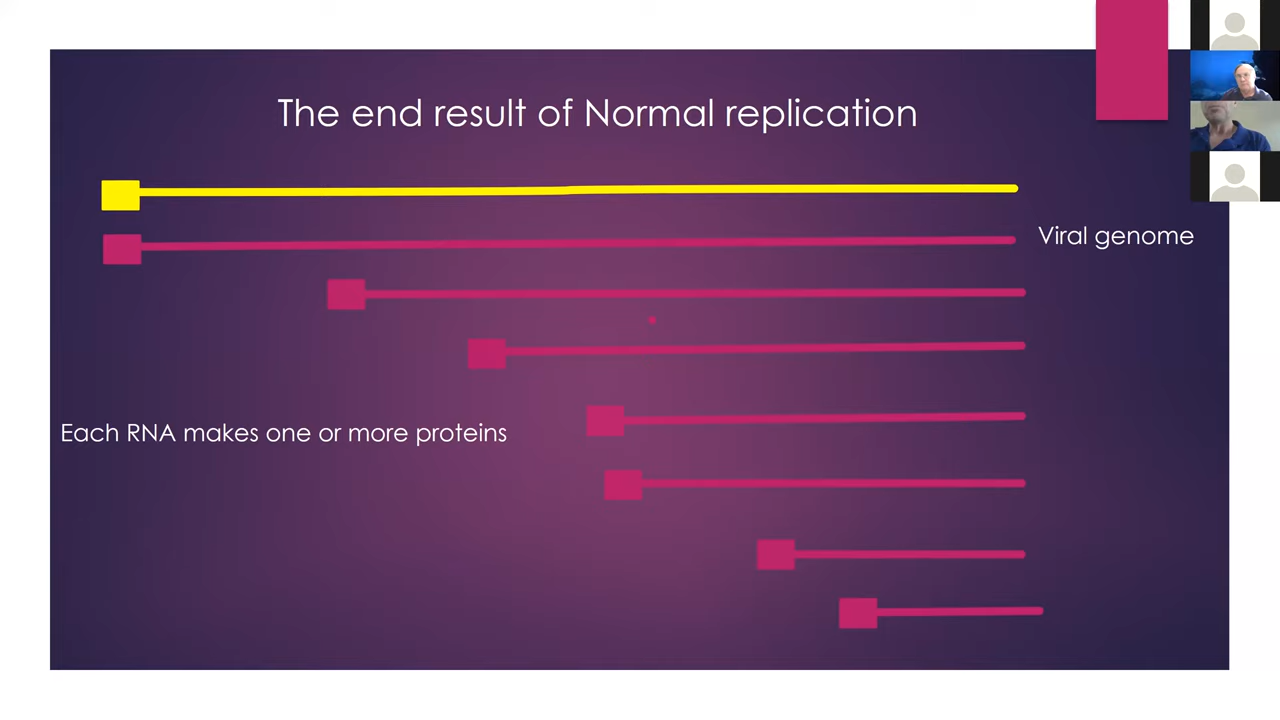 The end result of Normal replication
Viral genome
Each RNA makes one or more proteins